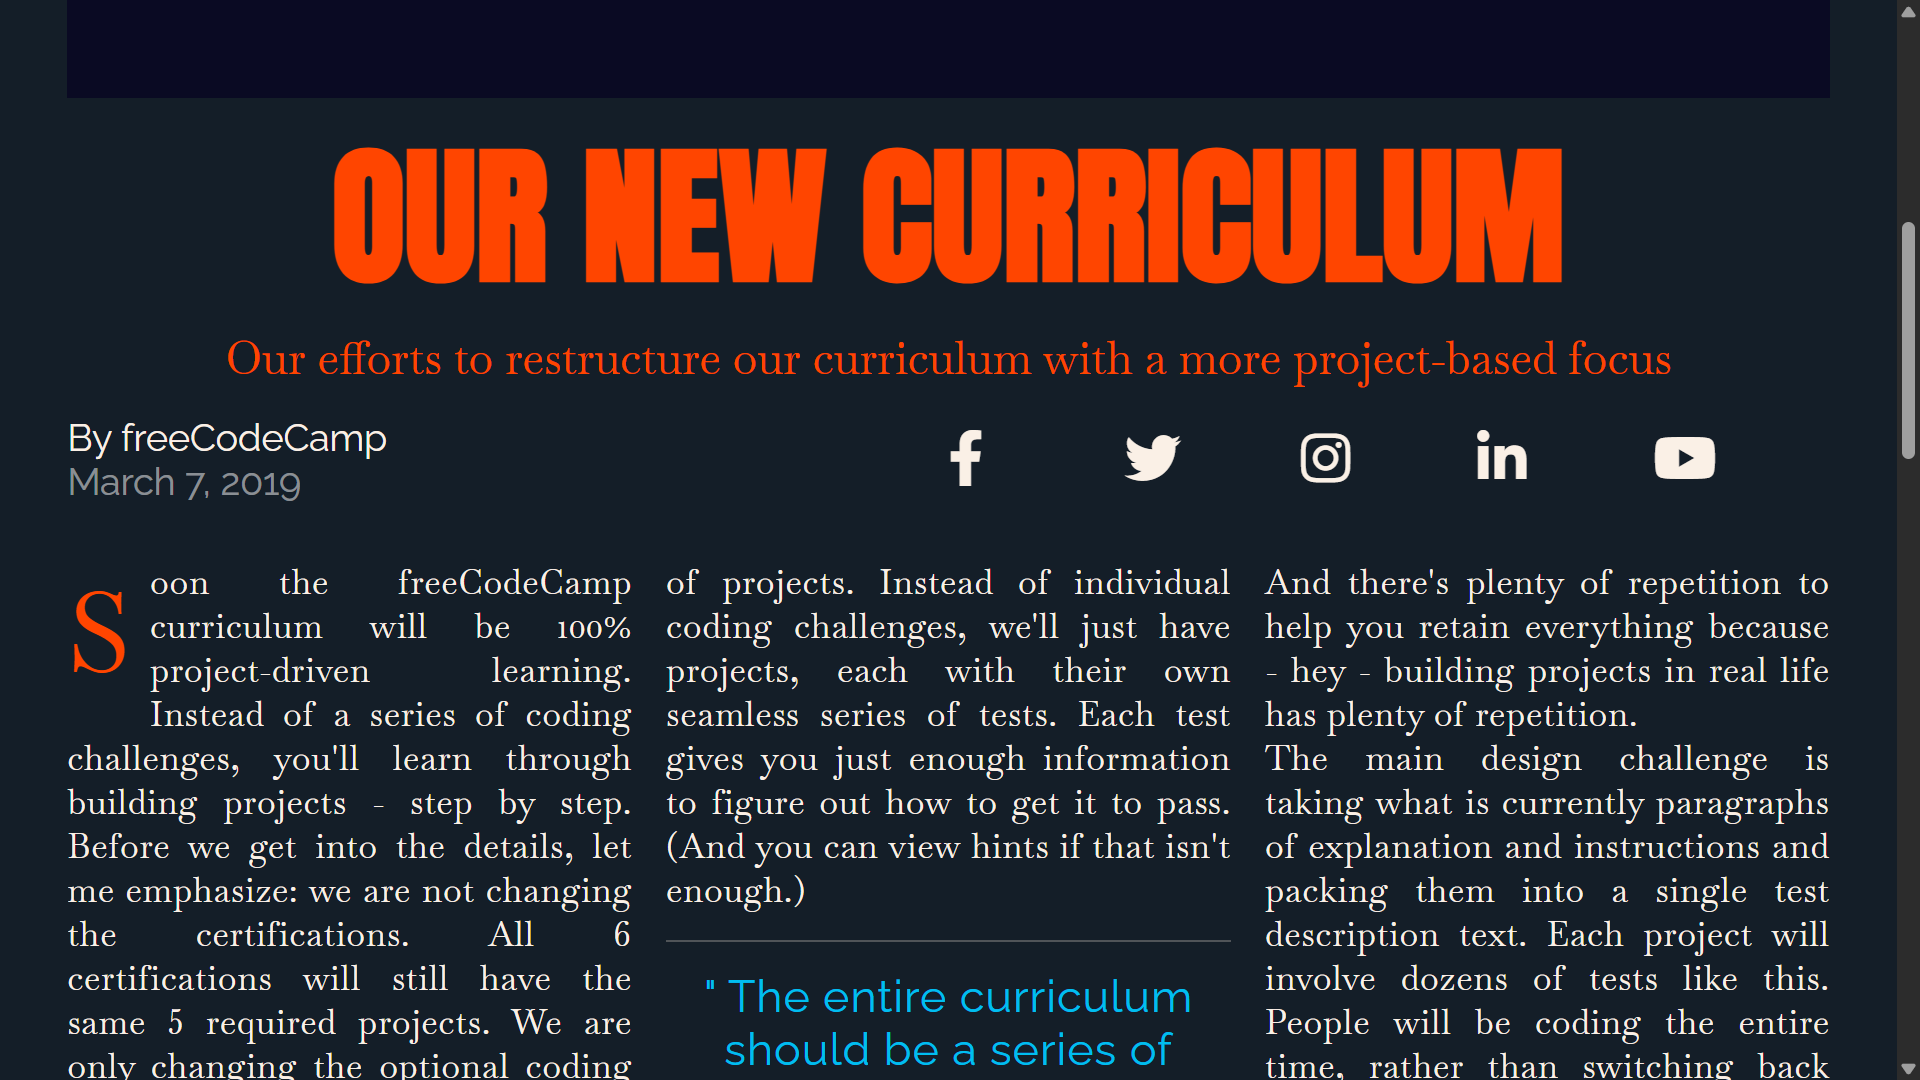 OUR NEW CURRICULUM
Our efforts to restructure our curriculum with a more project-based focus
By freeCodeCamp
March 7, 2019
Soon the freeCodeCamp
curriculum will be 100%
project-driven learning.
Instead of a series of coding
challenges, you'll learn through
building projects - step by step.
Before we get into the details, let
me emphasize: we are not changing
the certifications. All 6
certifications will still have the
same 5 required projects. We are
only changing the optional coding
of projects. Instead of individual
coding challenges, we'll just have
projects, each with their own
seamless series of tests. Each test
gives you just enough information
to figure out how to get it to pass.
(And you can view hints if that isn't
enough.)
" The entire curriculum
should be a series of
And there's plenty of repetition to
help you retain everything because
- hey - building projects in real life
has plenty of repetition.
The main design challenge is
taking what is currently paragraphs
of explanation and instructions and
packing them into a single test
description text. Each project will
involve dozens of tests like this.
People will be coding the entire
time, rather than switching back